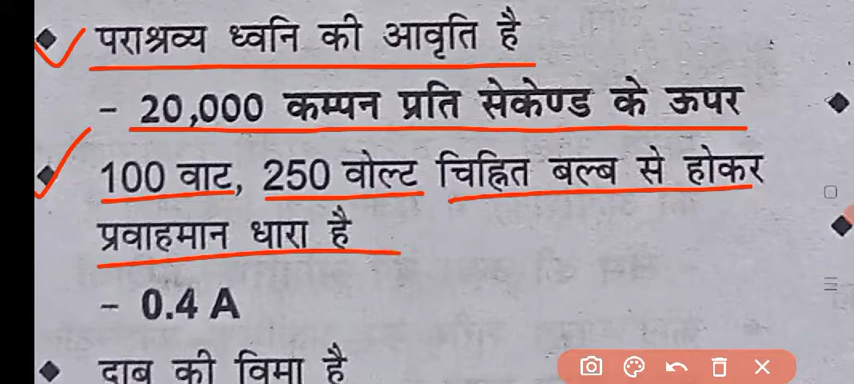 पराश्रव्य ध्वनि की आवृति है
- 20,000 कम्पन प्रति सेकेण्ड के ऊपर
100 वाट, 250 वोल्ट चिह्नित बल्ब से होकर
प्रवाहमान धारा है
- 0.4 A
दाब की विमा है